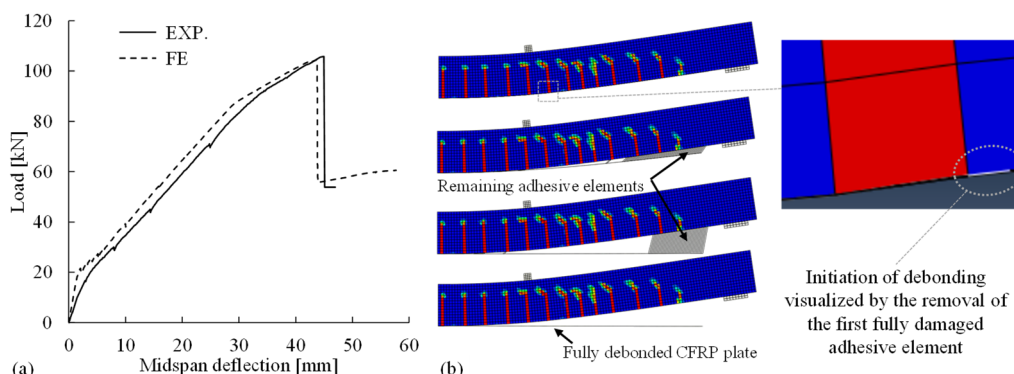 120
100
80
60
40
20
0
Load [kN]
EXP.
FE
0 10 20 30 40 50 60
Midspan deflection [mm]
(a)
Remaining adhesive elements
Fully debonded CFRP plate
(b)
Initiation of debonding
visualized by the removal of
the first fully damaged
adhesive element